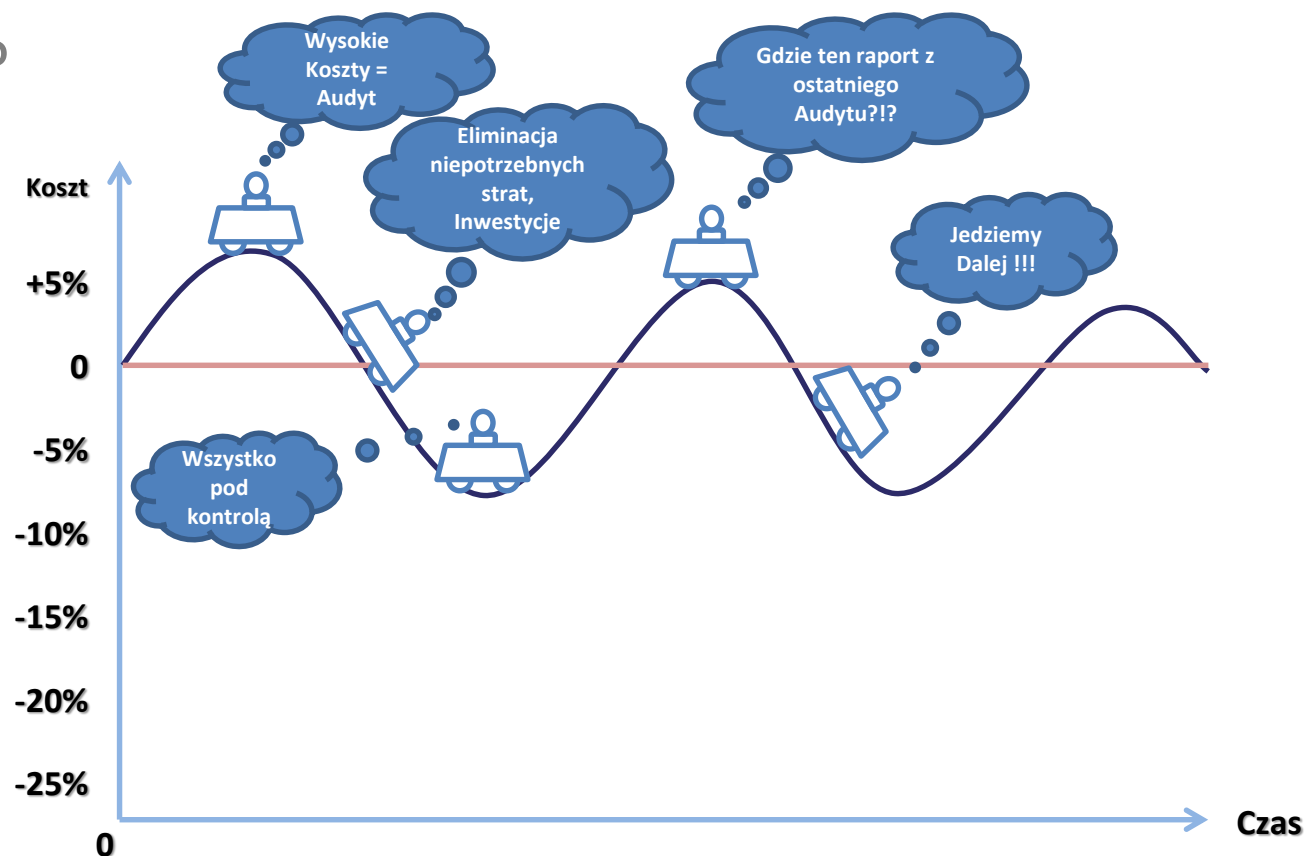 Wysokie
Koszty =
Audyt
Gdzie ten raport z
ostatniego
Audytu?!?
Eliminacja
niepotrzebnych
strat,
Inwestycje
Koszt
Jedziemy
Dalej !!!
+5%
0
-5%
Wszystko
pod
kontrolą
-10%
-15%
-20%
-25%
Czas
0